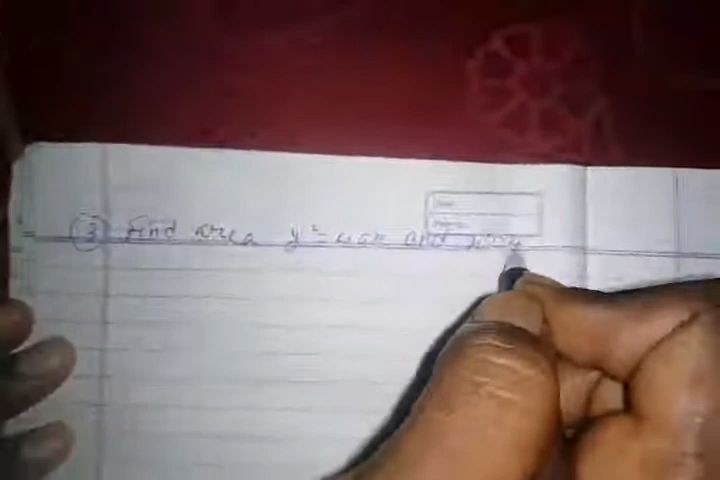 (3) find area y² = 4ax and